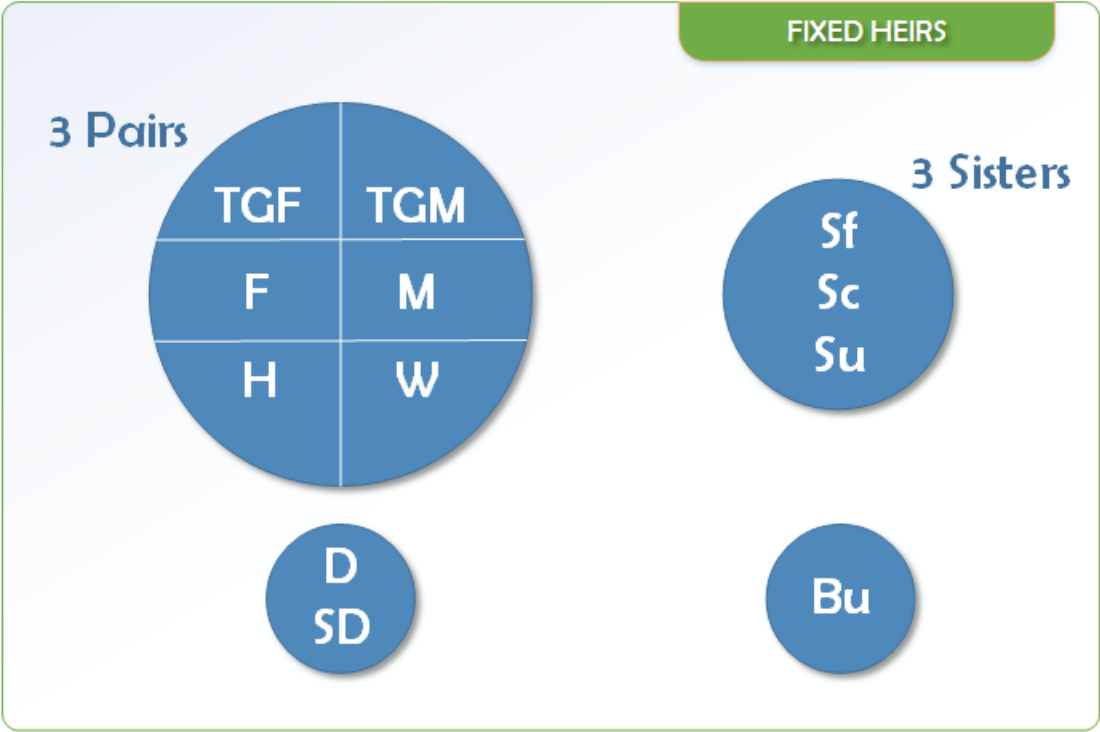 FIXED HEIRS
3 Pairs
TGF TGM
F M
H W
3 Sisters
Sf
Sc
Su
D
SD
Bu